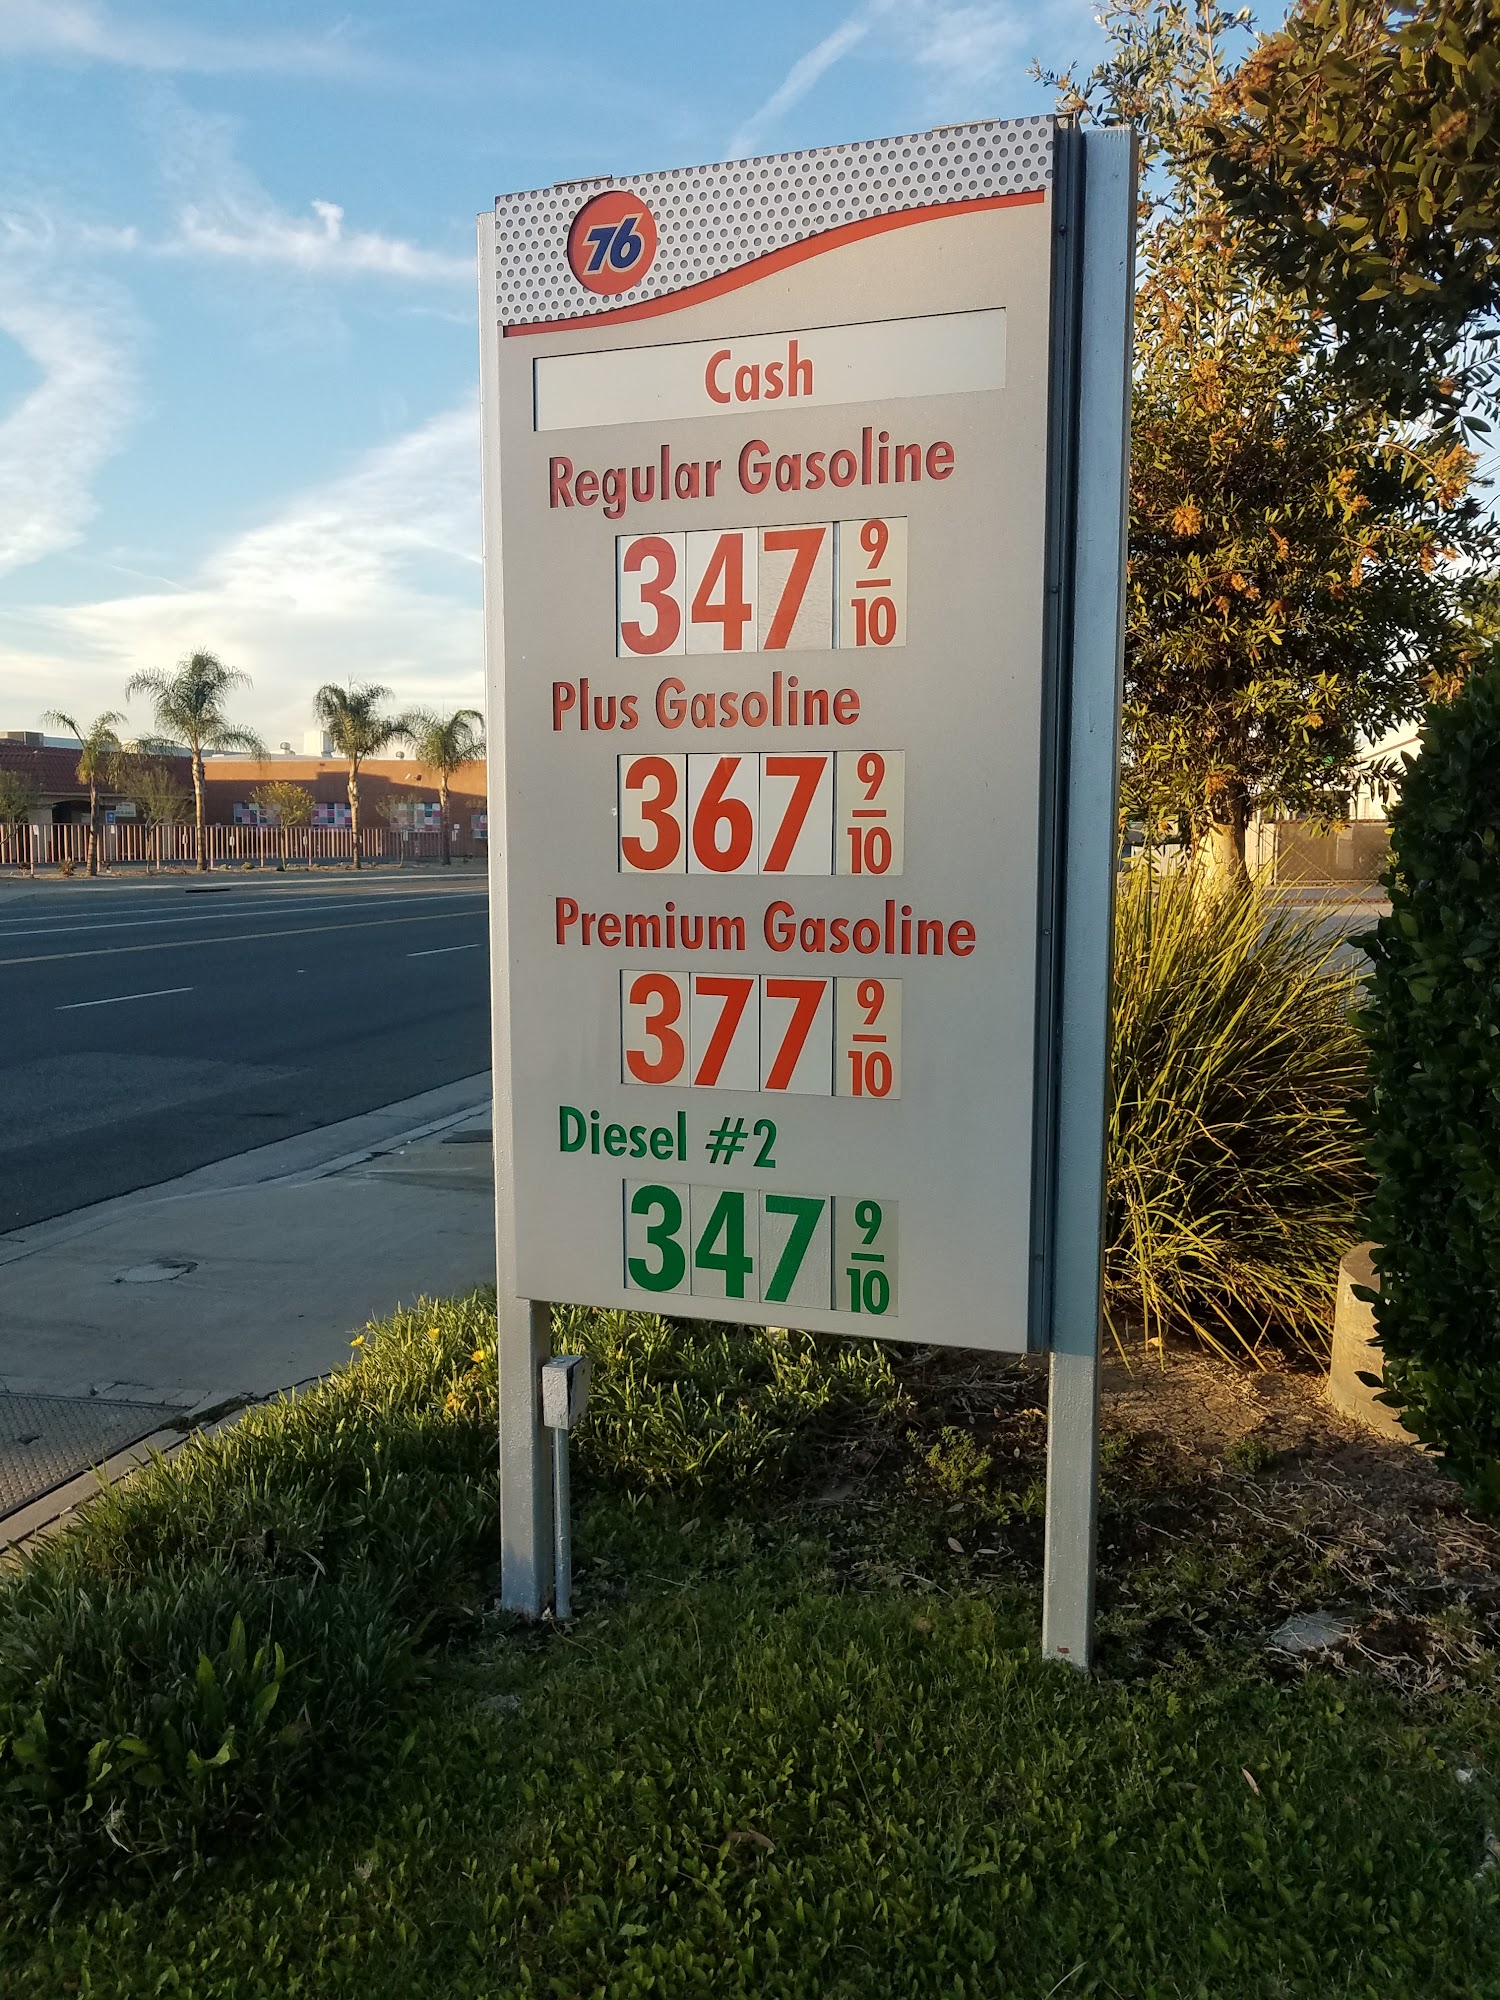 76
Cash
Regular Gasoline
347 9/10
Plus Gasoline
367 9/10
Premium Gasoline
377 9/10
Diesel #2
347 9/10